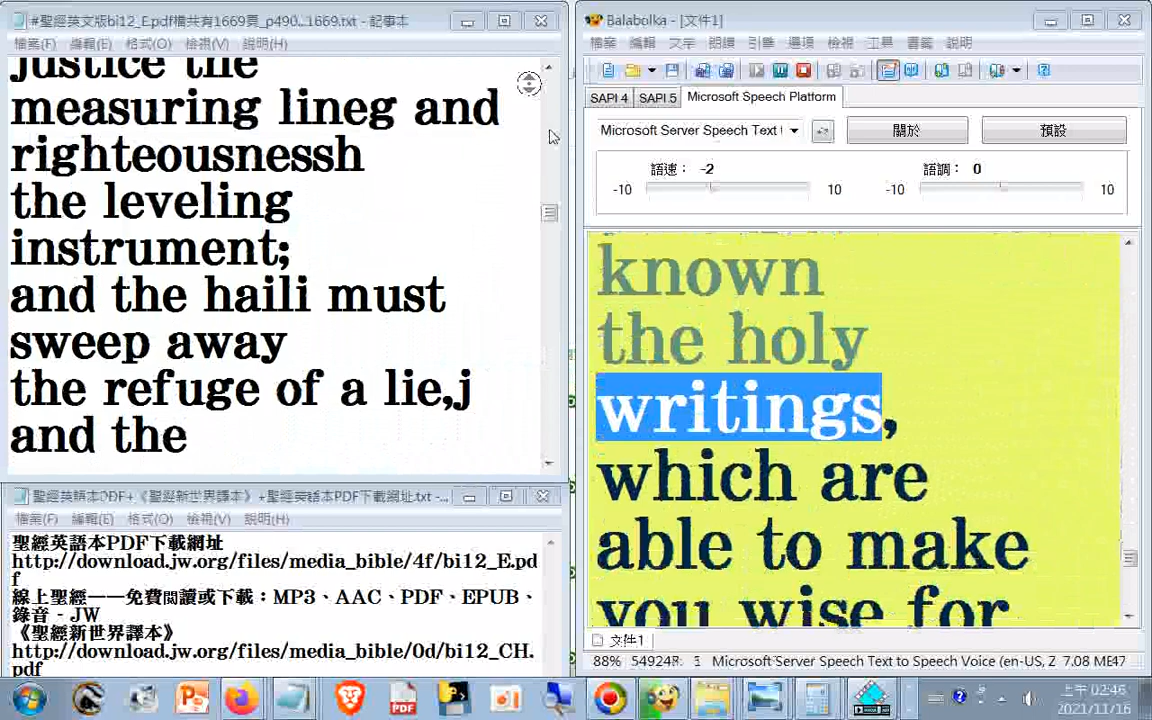 #聖經英文版bi12_E.pdf檔共有1669頁_p490...1669.txt - 記事本
檔案(F) 編輯(E) 格式(O) 檢視(V) 說明(H)
justice the
measuring lineg and
righteousnessh
the leveling
instrument;
and the haili must
sweep away
the refuge of a lie,j
and the
聖經英語本PDF+《聖經新世界譯本》+聖經英語本PDF下載網址.txt -...
檔案(F) 編輯(E) 格式(O) 檢視(V) 說明(H)
聖經英語本PDF下載網址
http://download.jw.org/files/media_bible/4f/bi12_E.pd
f
線上聖經——免費閱讀或下載：MP3、AAC、PDF、EPUB、
錄音 - JW
《聖經新世界譯本》
http://download.jw.org/files/media_bible/0d/bi12_CH.
pdf
Balabolka - [文件1]
檔案 編輯 文字 朗讀 引擎 選項 檢視 工具 書籤 說明
SAPI 4 SAPI 5 Microsoft Speech Platform
Microsoft Server Speech Text t 關於 預設
語速： -2 語調： 0
-10 10 -10 10
known
the holy
writings,
which are
able to make
you wise for
文件1
88% 1 Microsoft Server Speech Text to Speech Voice (en-US, Z 7.08 ME
上午 02:46
2021/11/16